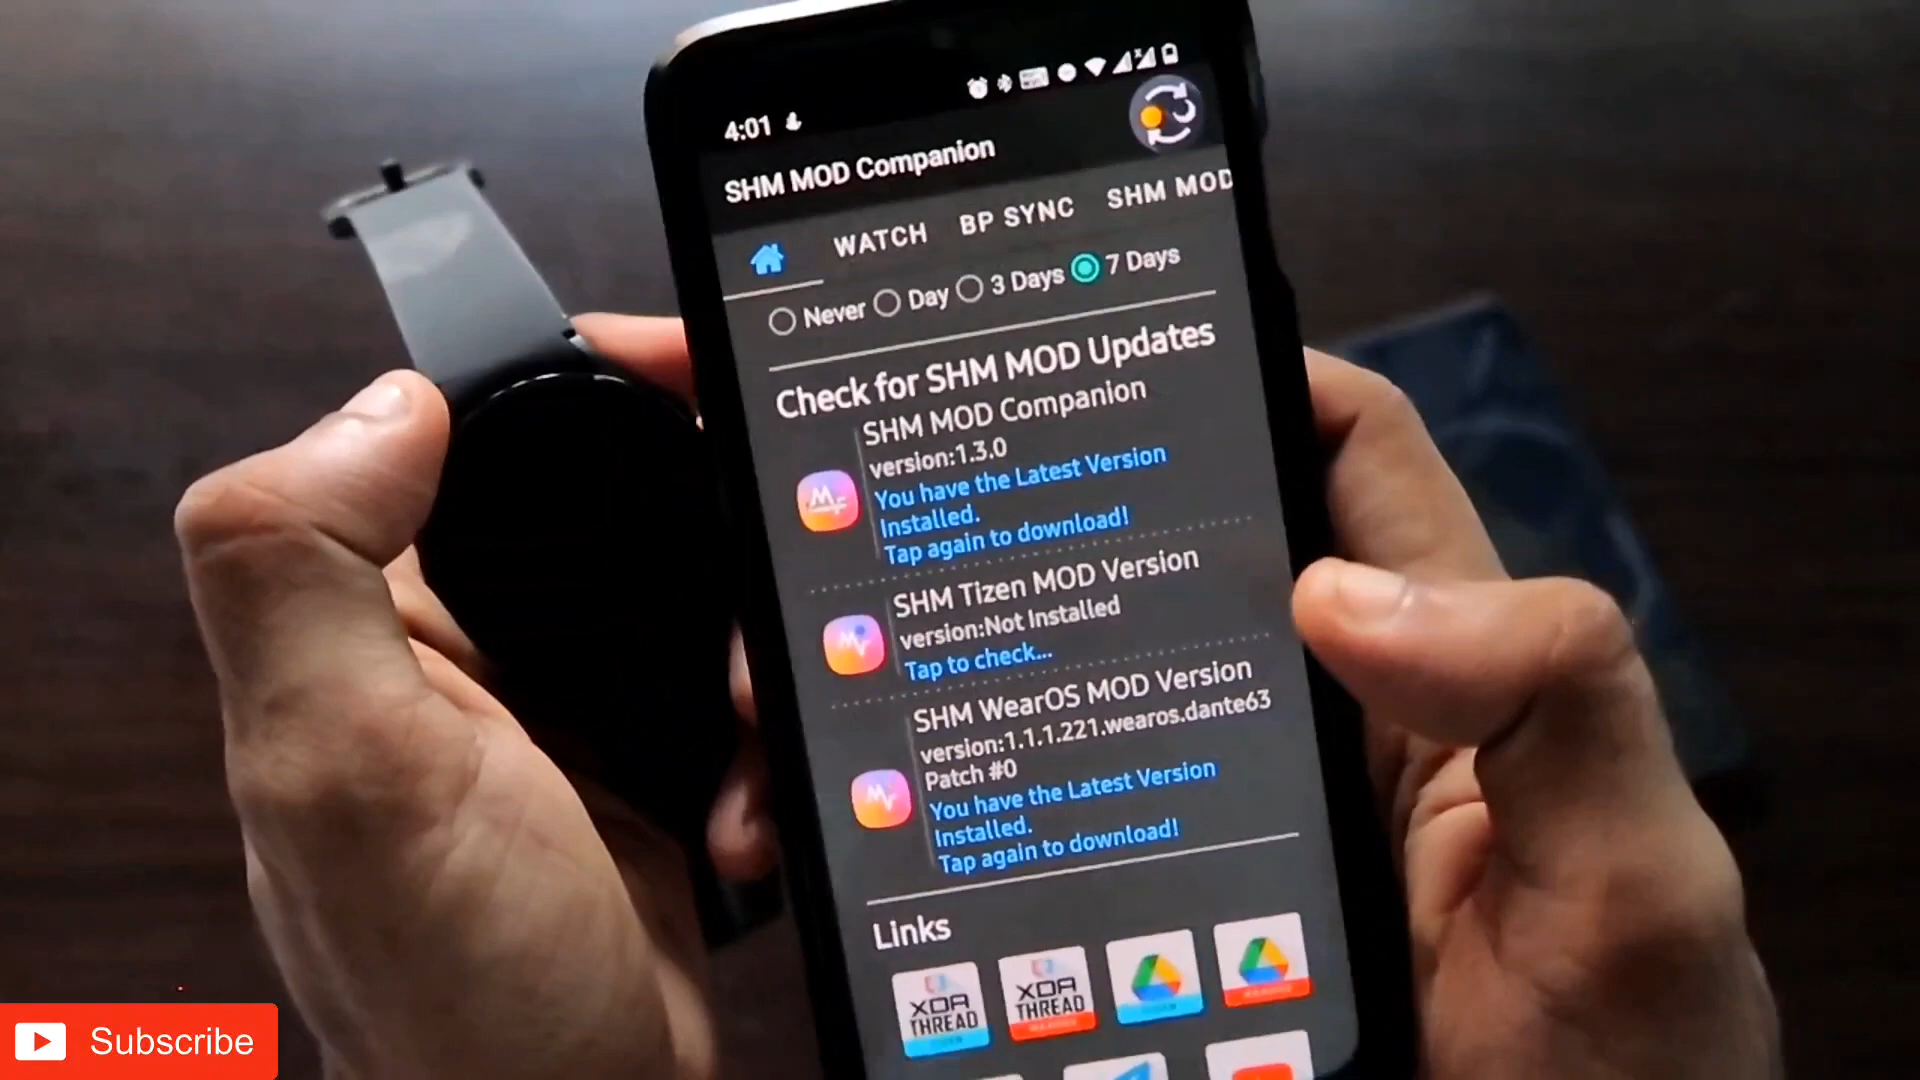 4:01
SHM MOD Companion
WATCH BP SYNC SHM MOD
Never Day 3 Days 7 Days
Check for SHM MOD Updates
SHM MOD Companion
version:1.3.0
You have the Latest Version
Installed.
Tap again to download!
SHM Tizen MOD Version
version:Not Installed
Tap to check...
SHM WearOS MOD Version
version:1.1.1.221.wearos.dante63
Patch #0
You have the Latest Version
Installed.
Tap again to download!
Links
XDA
THREAD
XDA
THREAD
Subscribe